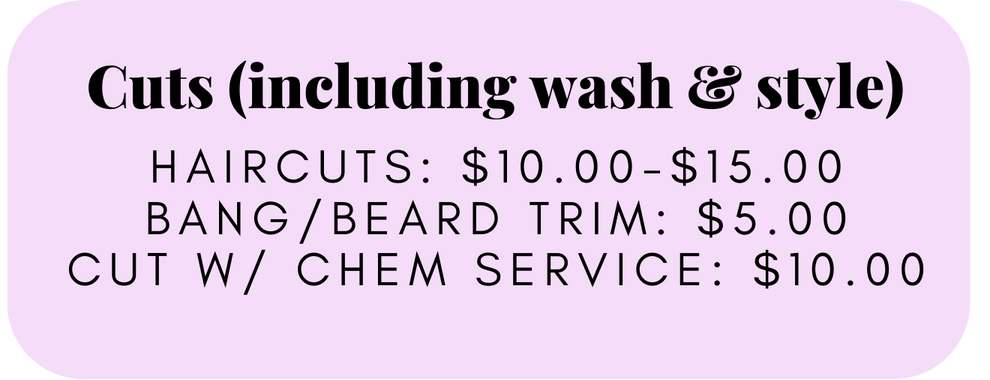 Cuts (including wash & style)
HAIRCUTS: $10.00-$15.00
BANG/BEARD TRIM: $5.00
CUT W/ CHEM SERVICE: $10.00